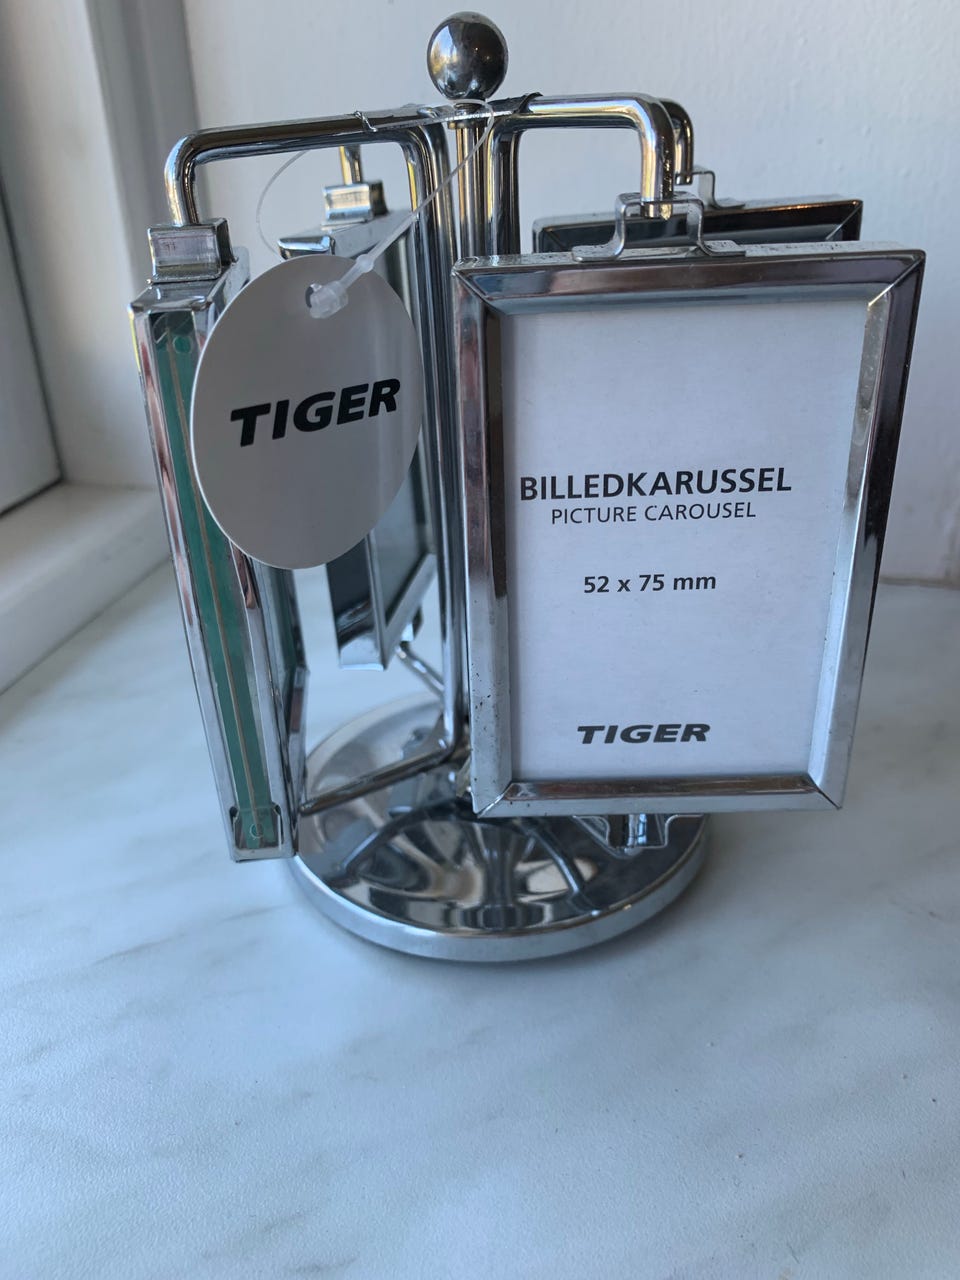 TIGER
BILLEDKARUSSEL
PICTURE CAROUSEL
52 x 75 mm
TIGER